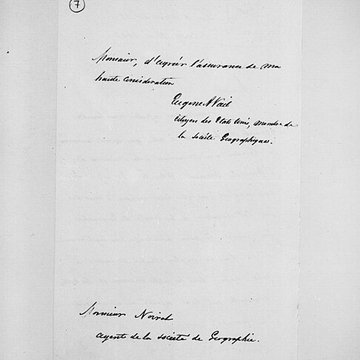 7
Monsieur, d'agréer l'assurance de ma
haute considération
Eugene A Vail
citoyen des Etats Unis, membre de
la société Géographique.
Monsieur Noirot
agent de la société de Géographie.